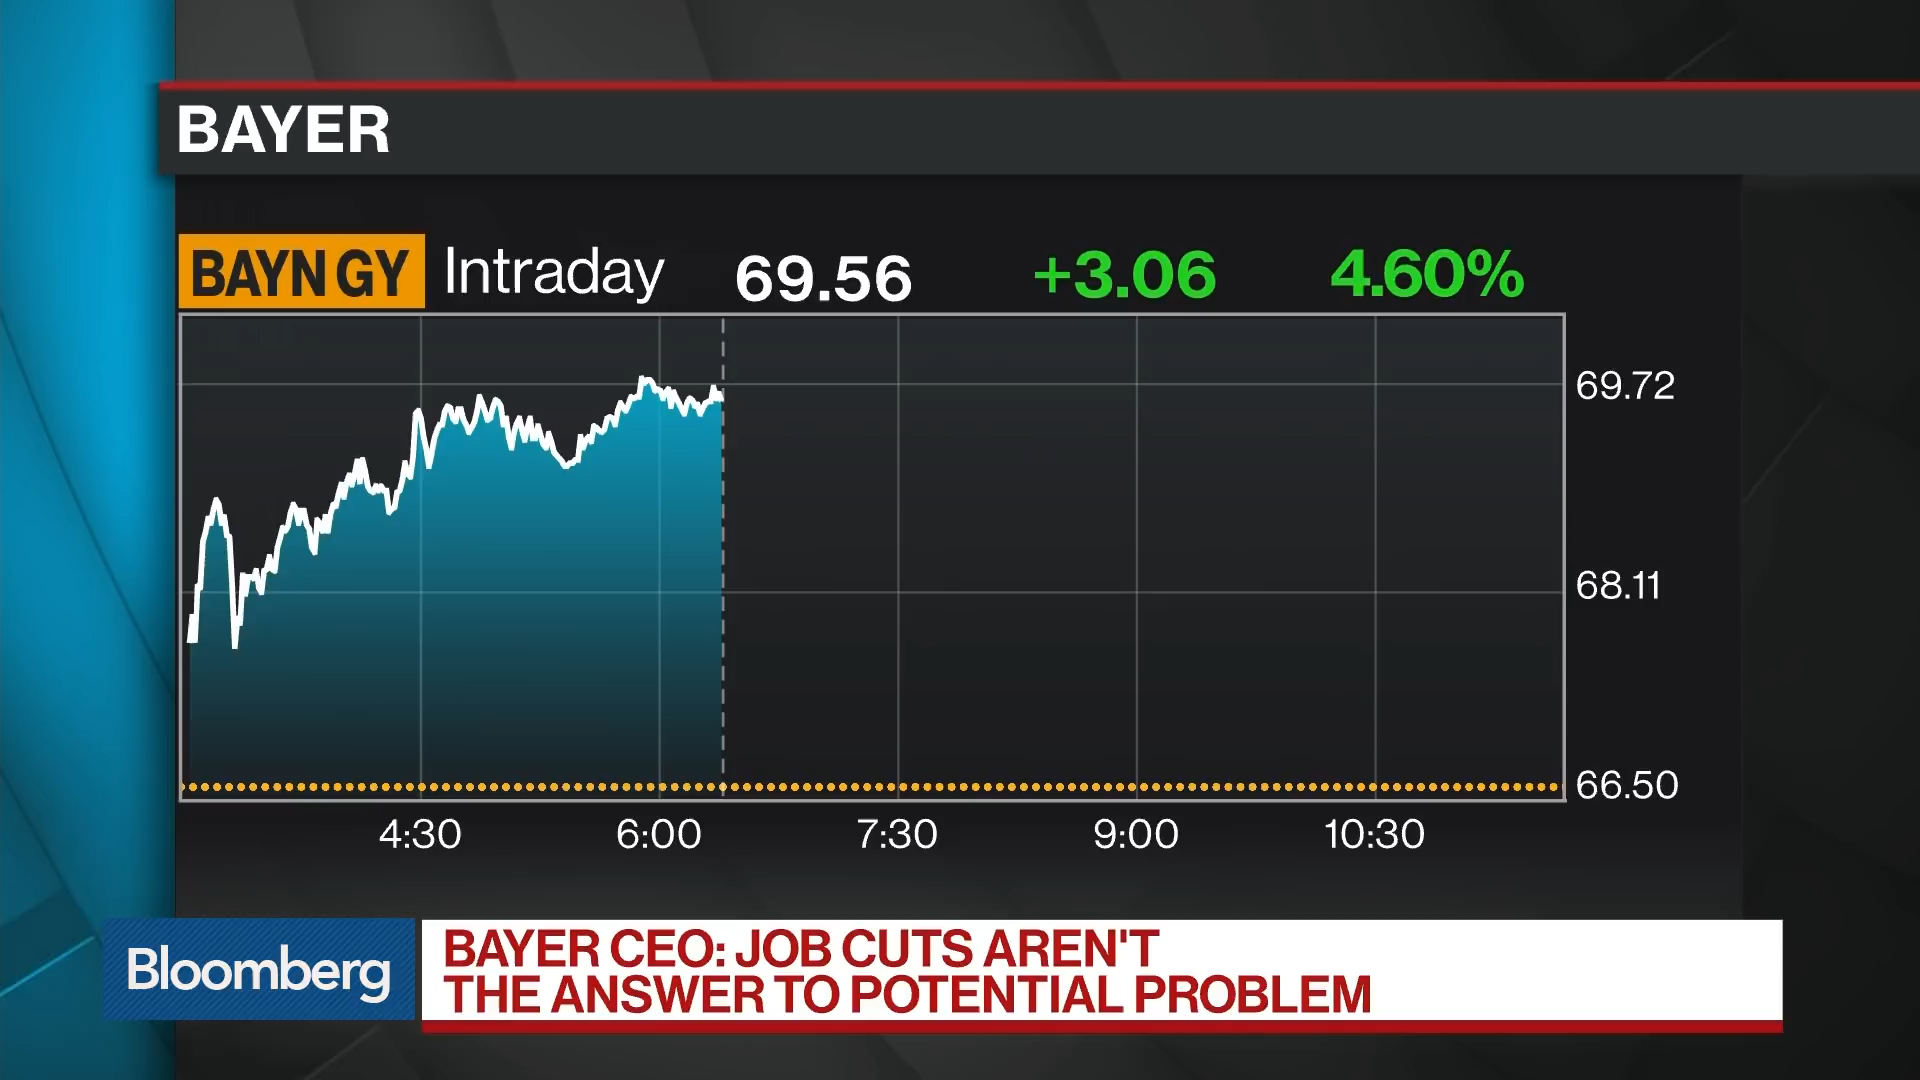 BAYER
BAYN GY Intraday 69.56 +3.06 4.60%
69.72
68.11
66.50
4:30 6:00 7:30 9:00 10:30
Bloomberg
BAYER CEO: JOB CUTS AREN'T
THE ANSWER TO POTENTIAL PROBLEM